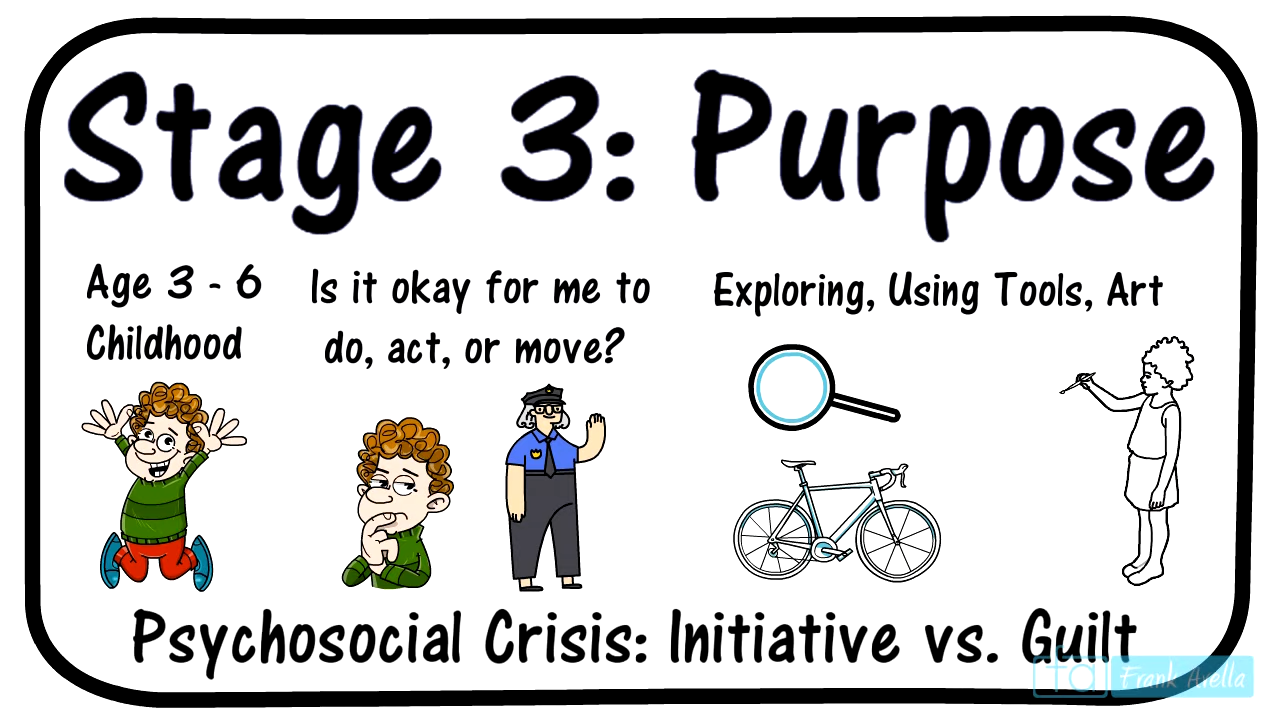 Stage 3: Purpose
Age 3 - 6
Childhood
Is it okay for me to
do, act, or move?
Exploring, Using Tools, Art
Psychosocial Crisis: Initiative vs. Guilt
fa Frank Avella